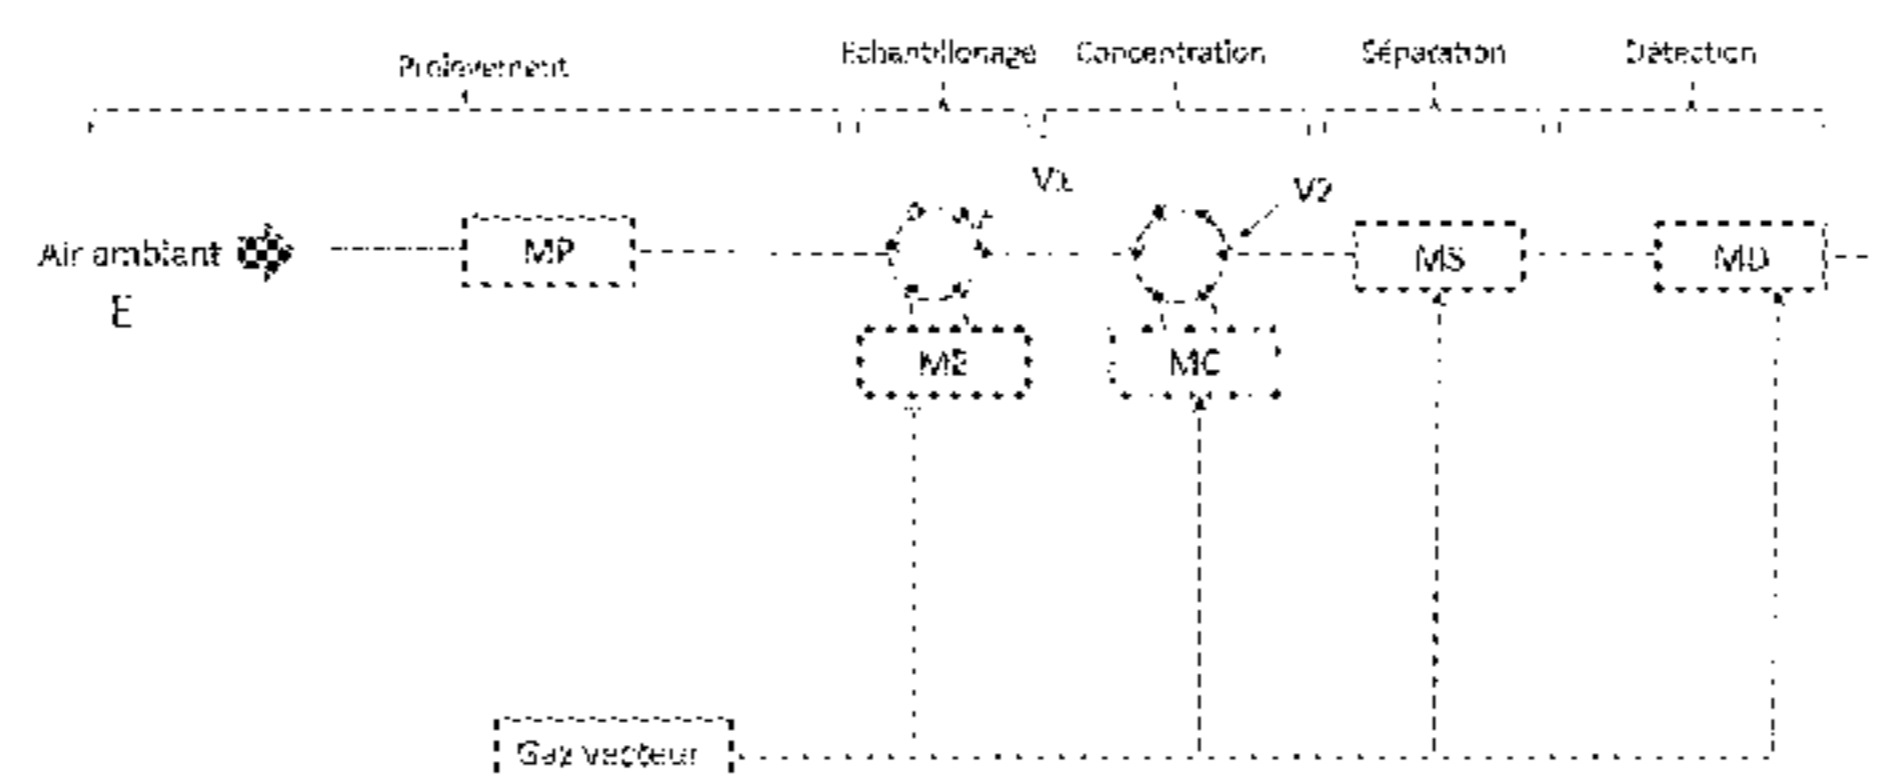 Prélèvement
Echantillonage
Concentration
Séparation
Détection
V1
V2
Air ambiant
MP
MS
MD
E
ME
MC
Gaz vecteur